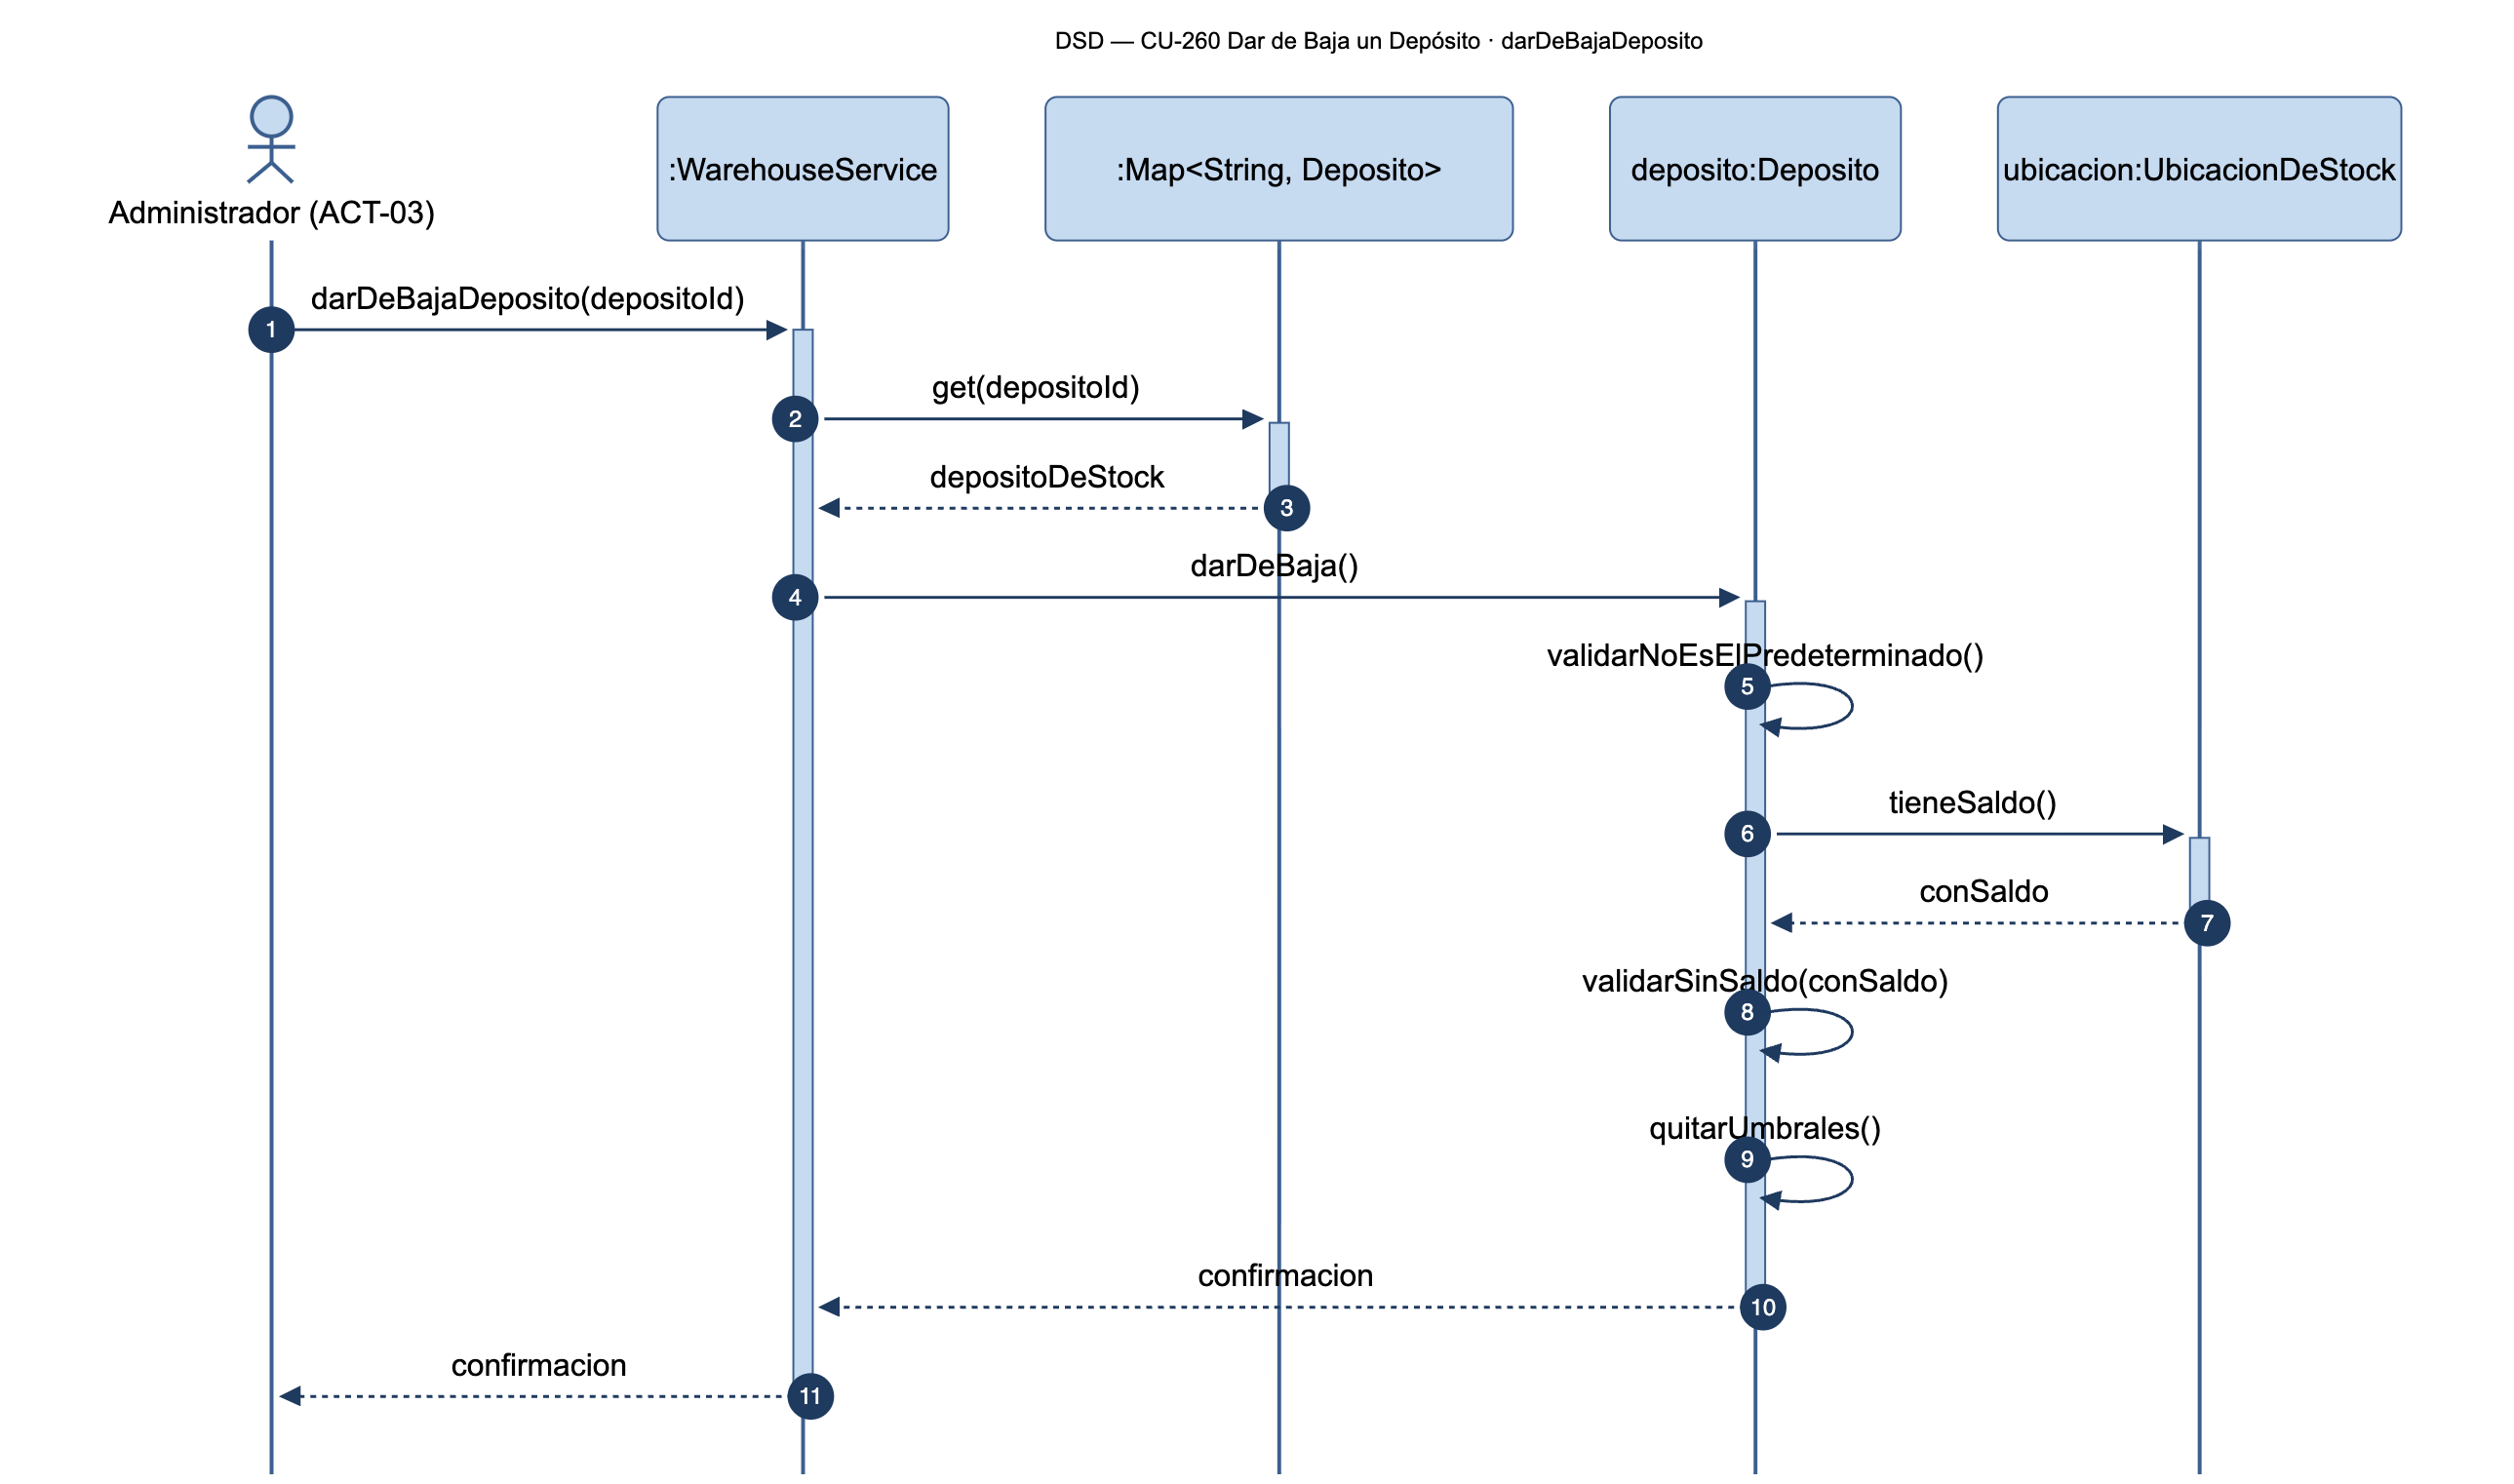 DSD — CU-260 Dar de Baja un Depósito · darDeBajaDeposito
Administrador (ACT-03)
:WarehouseService
:Map<String, Deposito>
deposito:Deposito
ubicacion:UbicacionDeStock
darDeBajaDeposito(depositoId)
1
get(depositoId)
2
depositoDeStock
3
darDeBaja()
4
validarNoEsElPredeterminado()
5
tieneSaldo()
6
conSaldo
7
validarSinSaldo(conSaldo)
8
quitarUmbrales()
9
confirmacion
10
confirmacion
11